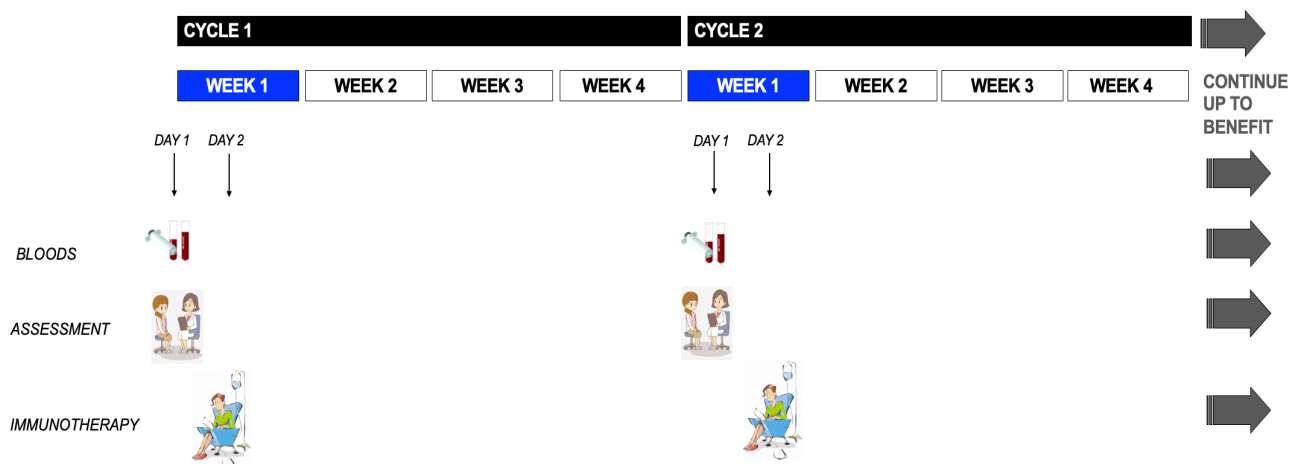 CYCLE 1
CYCLE 2
WEEK 1
WEEK 2
WEEK 3
WEEK 4
WEEK 1
WEEK 2
WEEK 3
WEEK 4
CONTINUE
UP TO
BENEFIT
DAY 1
DAY 2
DAY 1
DAY 2
BLOODS
ASSESSMENT
IMMUNOTHERAPY